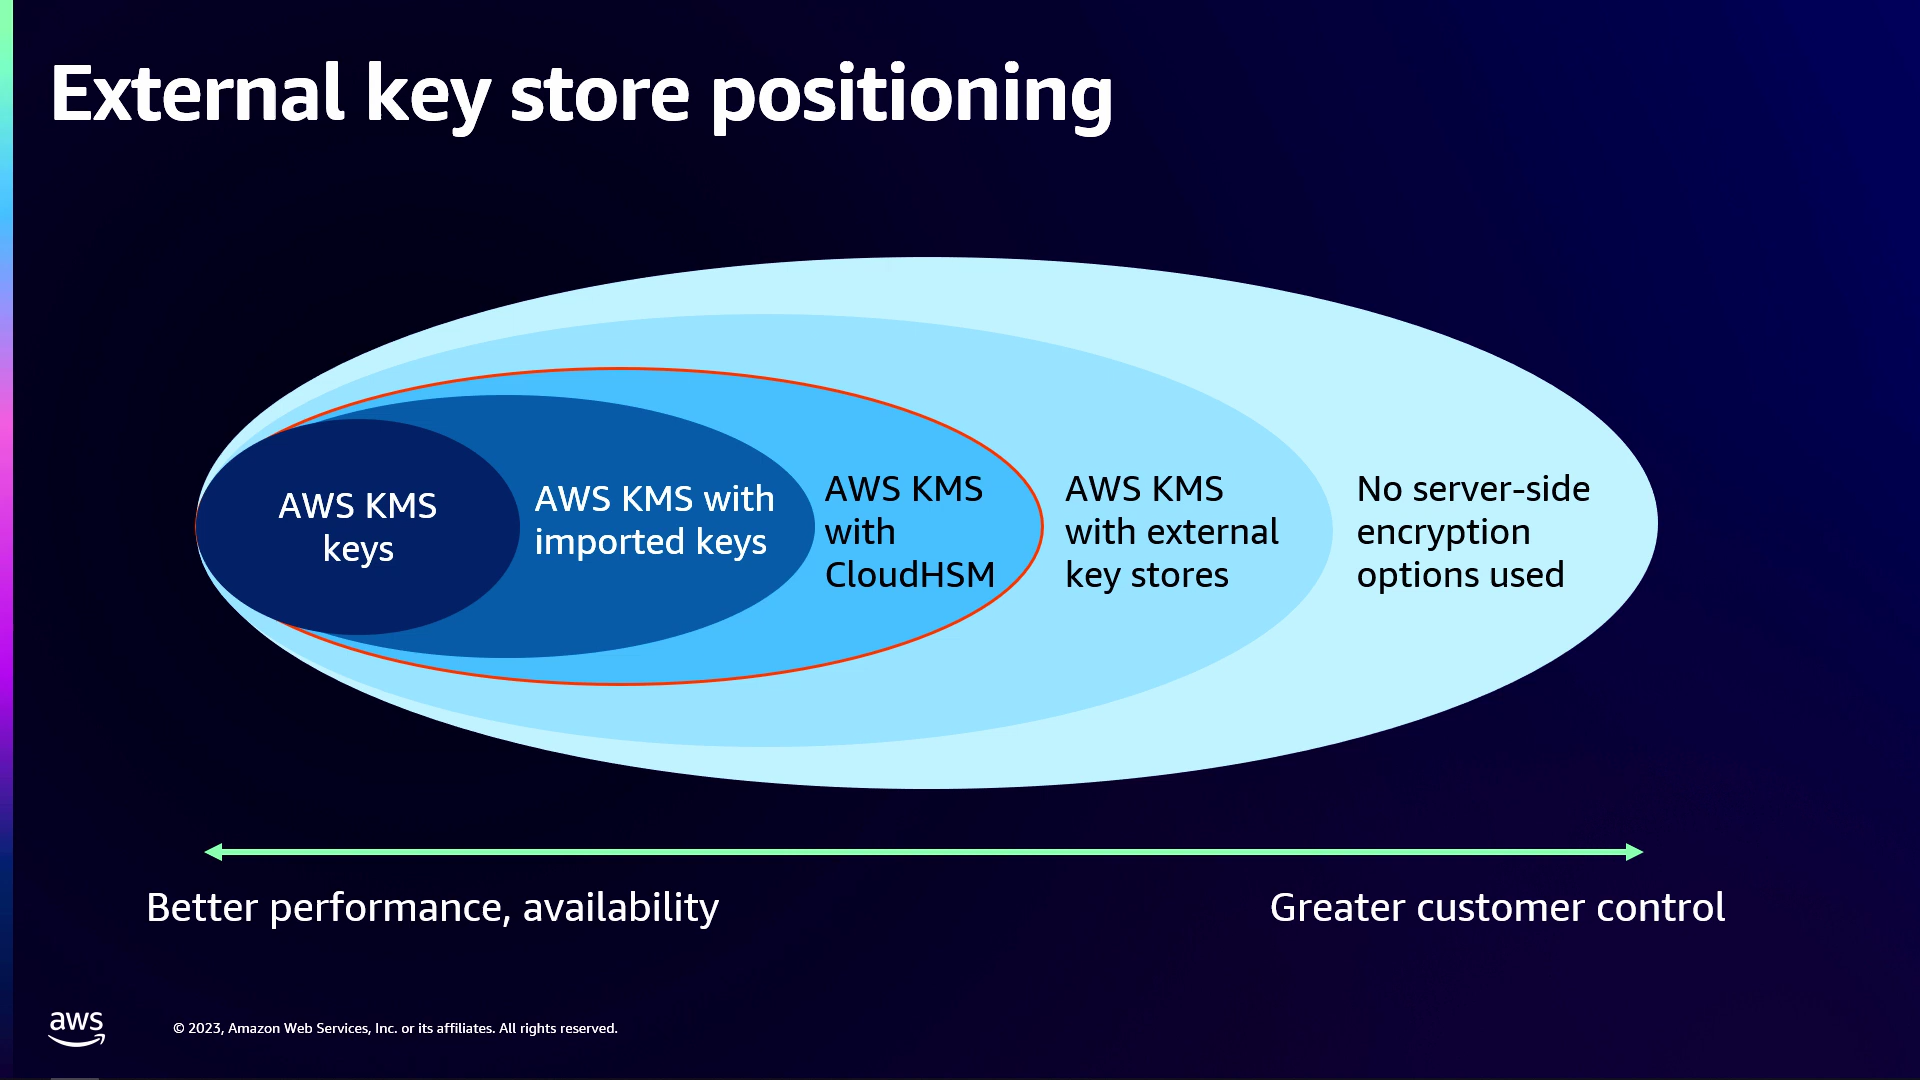 External key store positioning
AWS KMS
keys
AWS KMS with
imported keys
AWS KMS
with
CloudHSM
AWS KMS
with external
key stores
No server-side
encryption
options used
Better performance, availability
Greater customer control
aws
© 2023, Amazon Web Services, Inc. or its affiliates. All rights reserved.